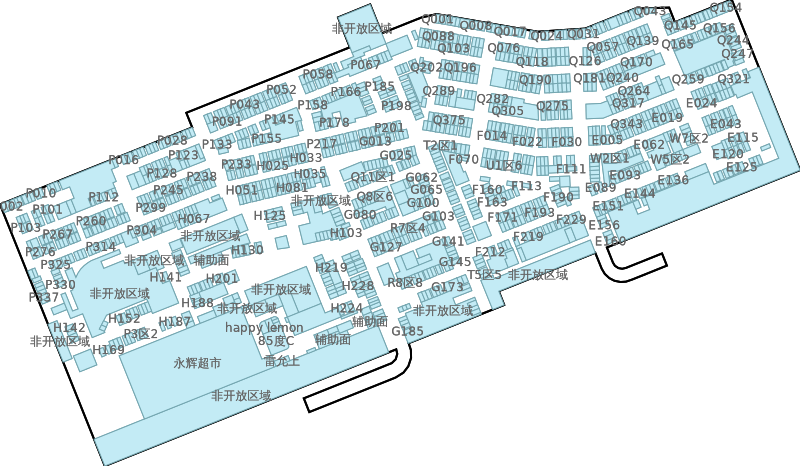 Q001
Q008
Q017
Q024
Q031
Q043
Q145
Q154
非开放区域
Q088
Q103
Q076
Q057
Q139
Q165
Q156
Q244
Q247
P067
P058
Q202
Q196
Q118
Q126
Q170
P052
P166
P185
Q289
Q190
Q181
Q240
Q259
Q321
P043
P158
P198
Q282
Q305
Q275
Q264
Q317
E024
P091
P145
P178
Q375
Q343
E019
E043
P028
P133
P155
P217
P201
G013
T2区1
F014
F022
F030
E005
E062
W7区2
E115
P016
P123
P233
H025
H033
G025
F070
U1区6
F111
W2区1
W5区2
E120
E125
P128
P238
H035
Q11区1
G062
E093
E136
P010
P112
P245
H051
H081
G065
F160
F113
E089
E144
002
P101
P299
非开放区域
Q8区6
G100
F163
F190
E151
P103
P260
H067
H125
G080
G103
F171
F193
F229
E156
P267
P304
非开放区域
H103
R7区4
F219
E160
P276
P314
H130
G127
G141
F212
P325
非开放区域
辅助面
H219
G145
T5区5
非开放区域
P330
H141
H201
H228
R8区8
G173
P337
非开放区域
非开放区域
H188
非开放区域
H224
非开放区域
H142
H152
H187
happy lemon
辅助面
G185
非开放区域
P3区2
85度C
辅助面
H169
永辉超市
雷允上
非开放区域